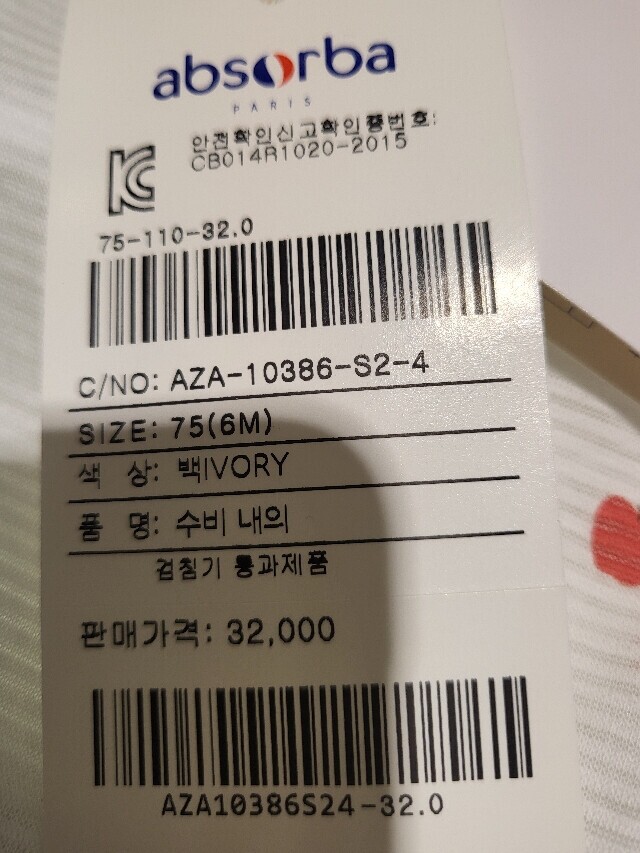 absorba
PARIS
안전확인신고확인증번호:
CB014R1020-2015
75-110-32.0
C/NO: AZA-10386-S2-4
SIZE: 75(6M)
색 상: 백IVORY
품 명: 수비 내의
검침기 통과제품
판매가격: 32,000
AZA10386S24-32.0